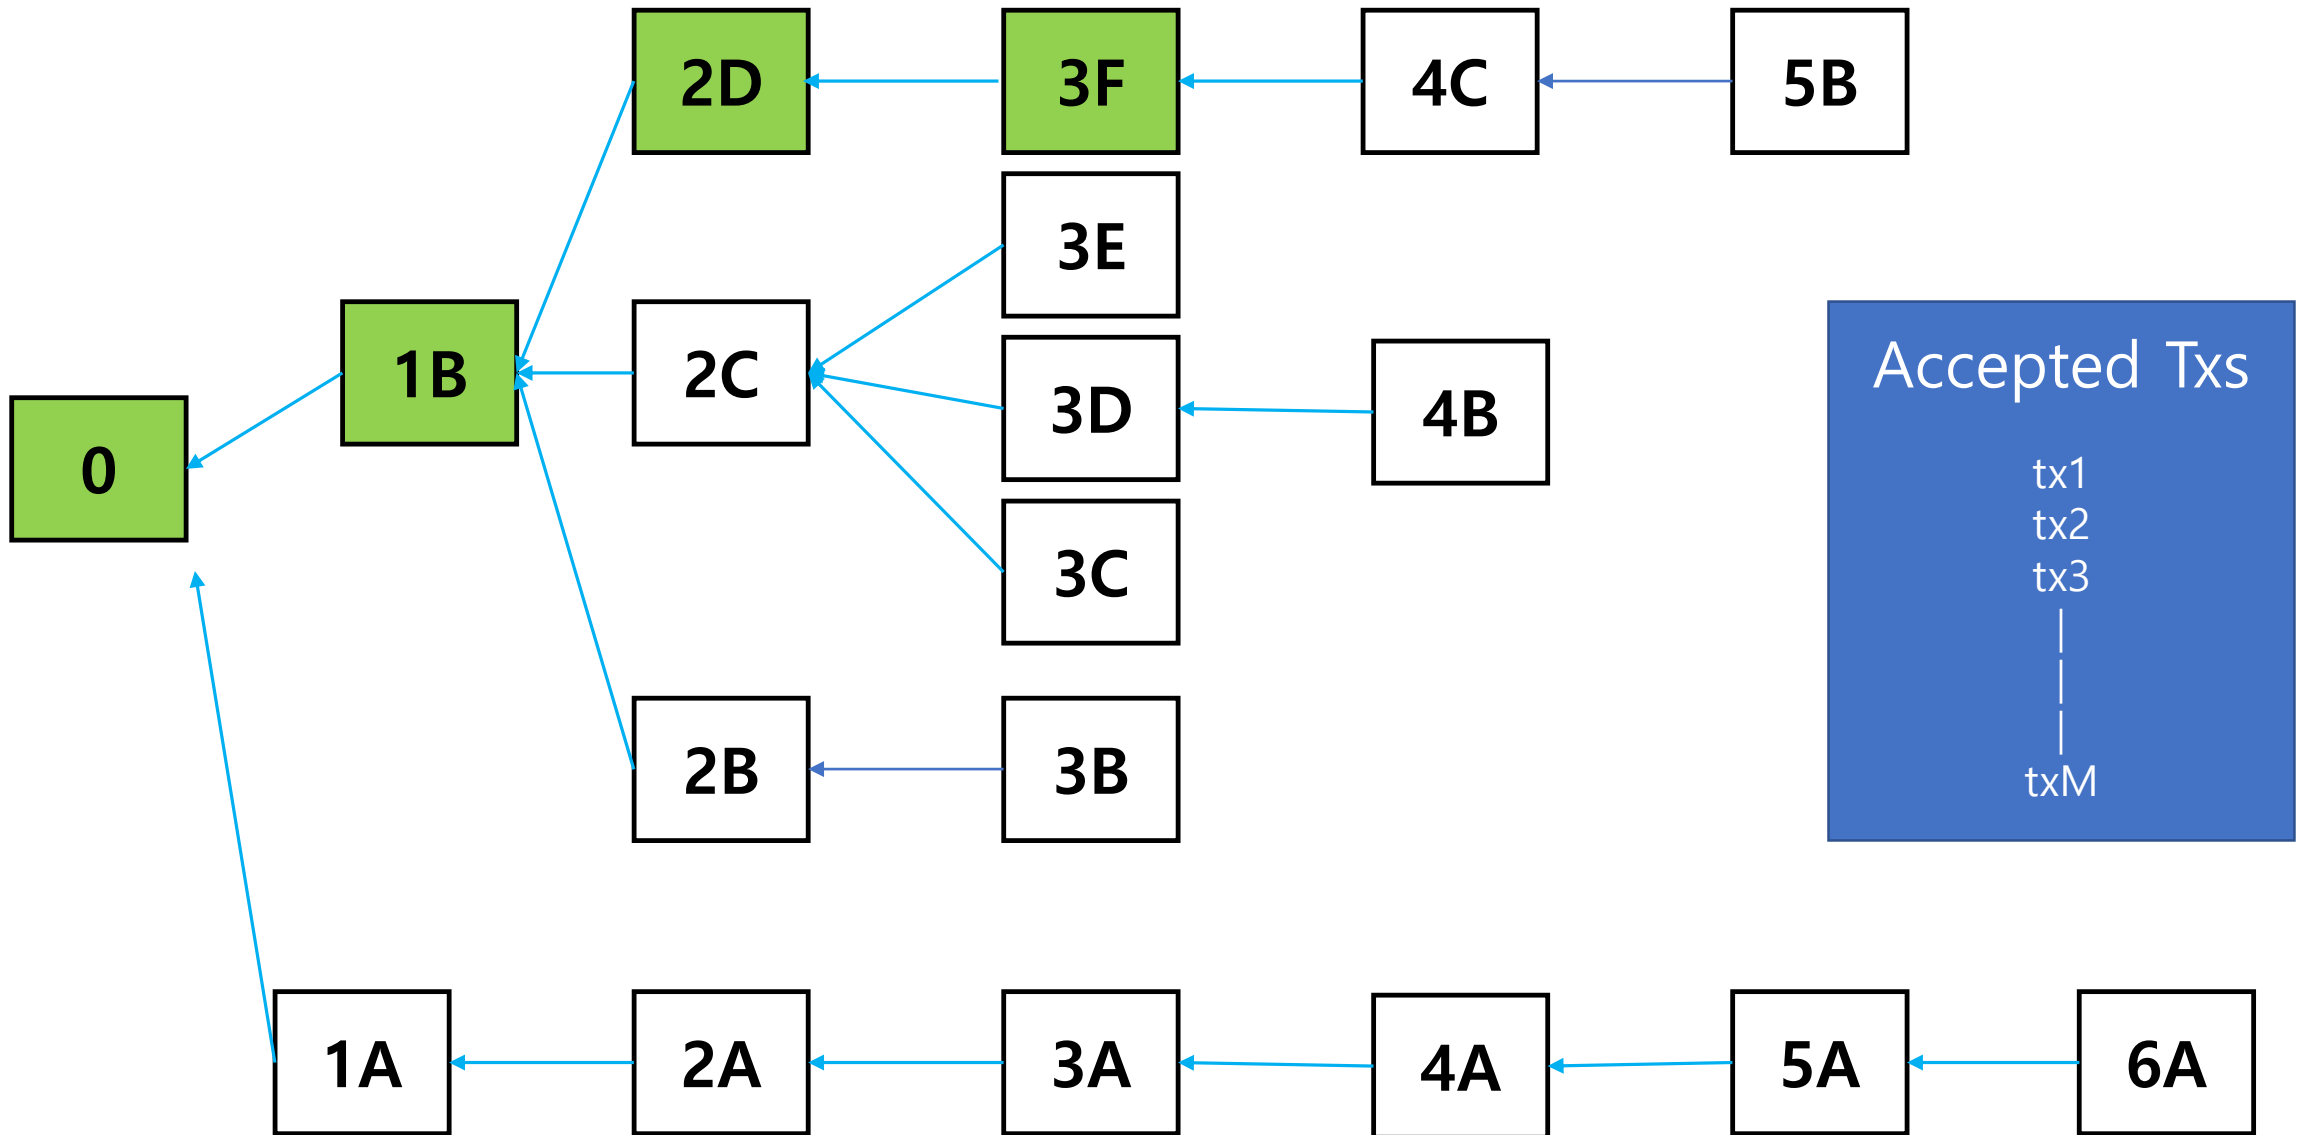 2D
3F
4C
5B
3E
1B
2C
3D
4B
0
3C
2B
3B
Accepted Txs
tx1
tx2
tx3
|
|
|
txM
1A
2A
3A
4A
5A
6A